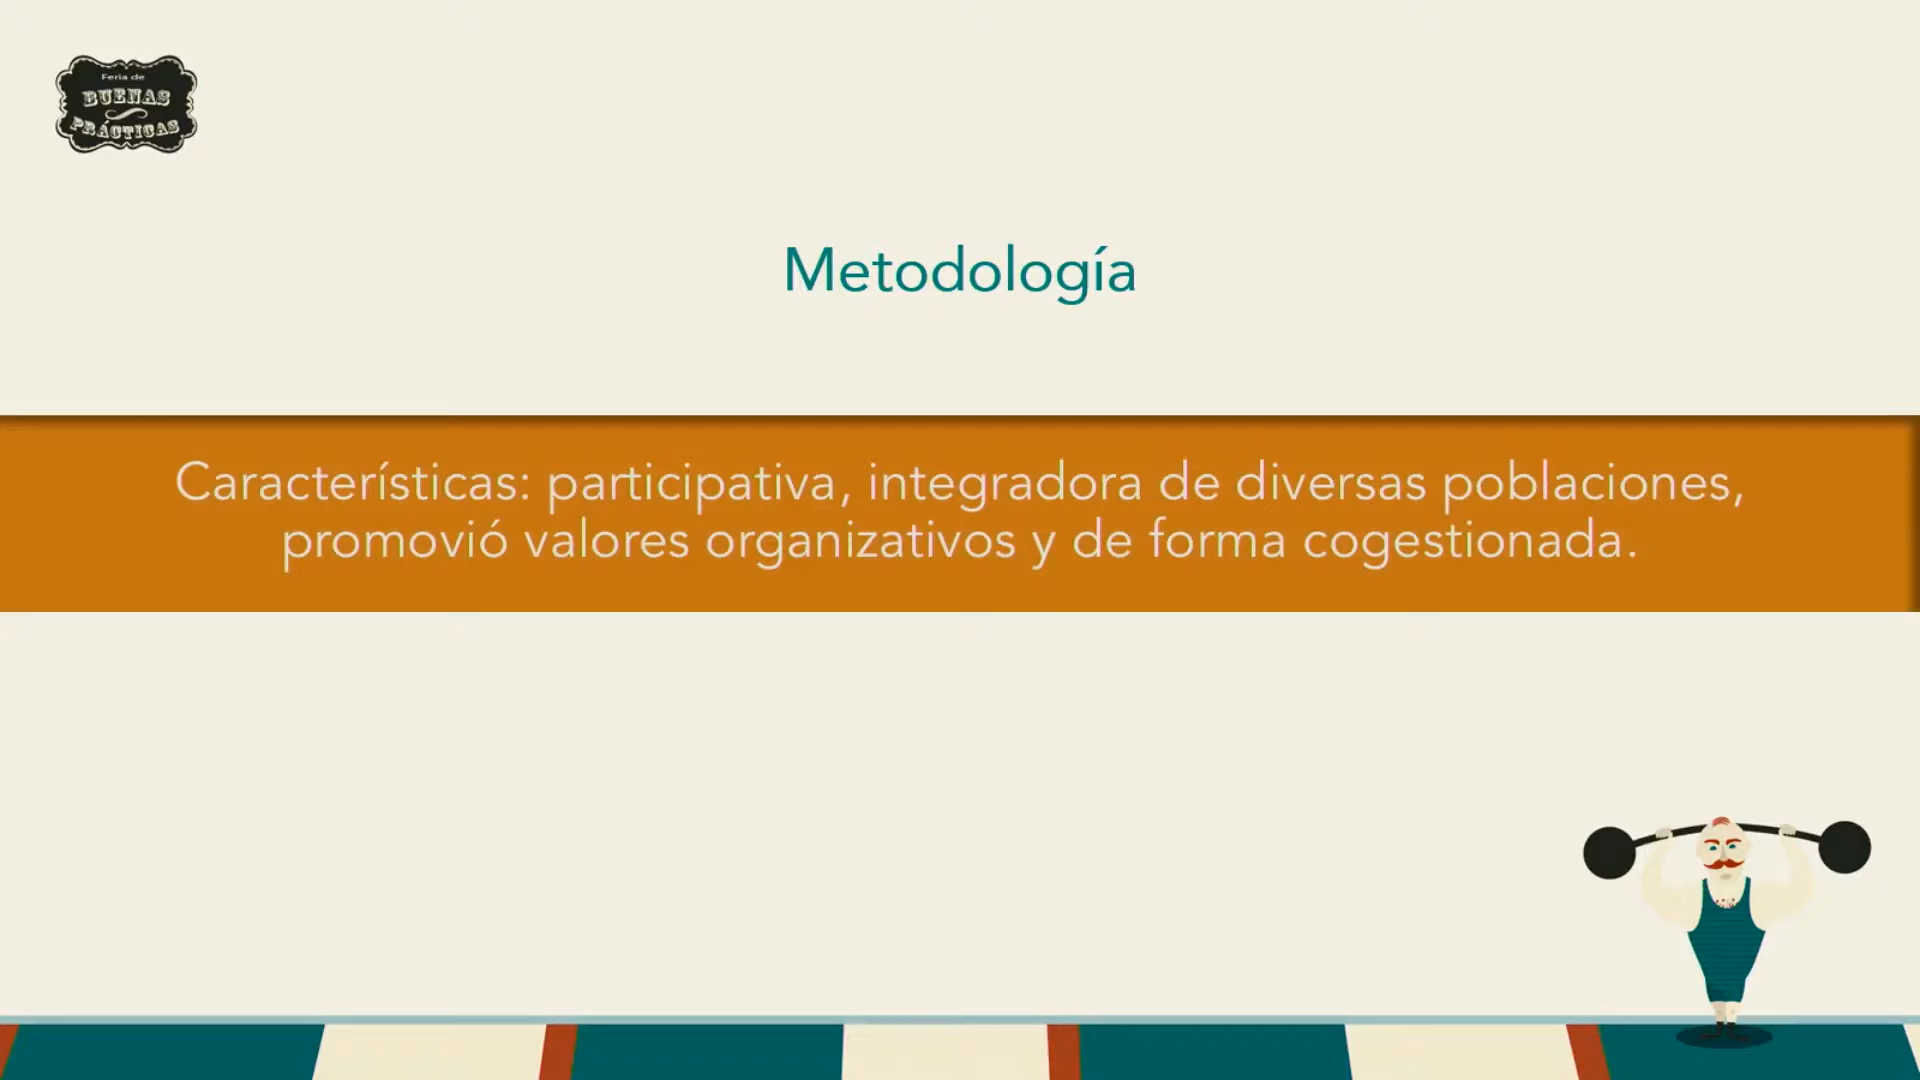 Feria de
BUENAS
PRÁCTICAS
Metodología
Características: participativa, integradora de diversas poblaciones,
promovió valores organizativos y de forma cogestionada.